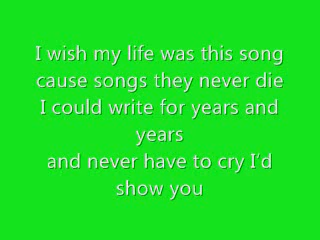 I wish my life was this song
cause songs they never die
I could write for years and
years
and never have to cry I'd
show you